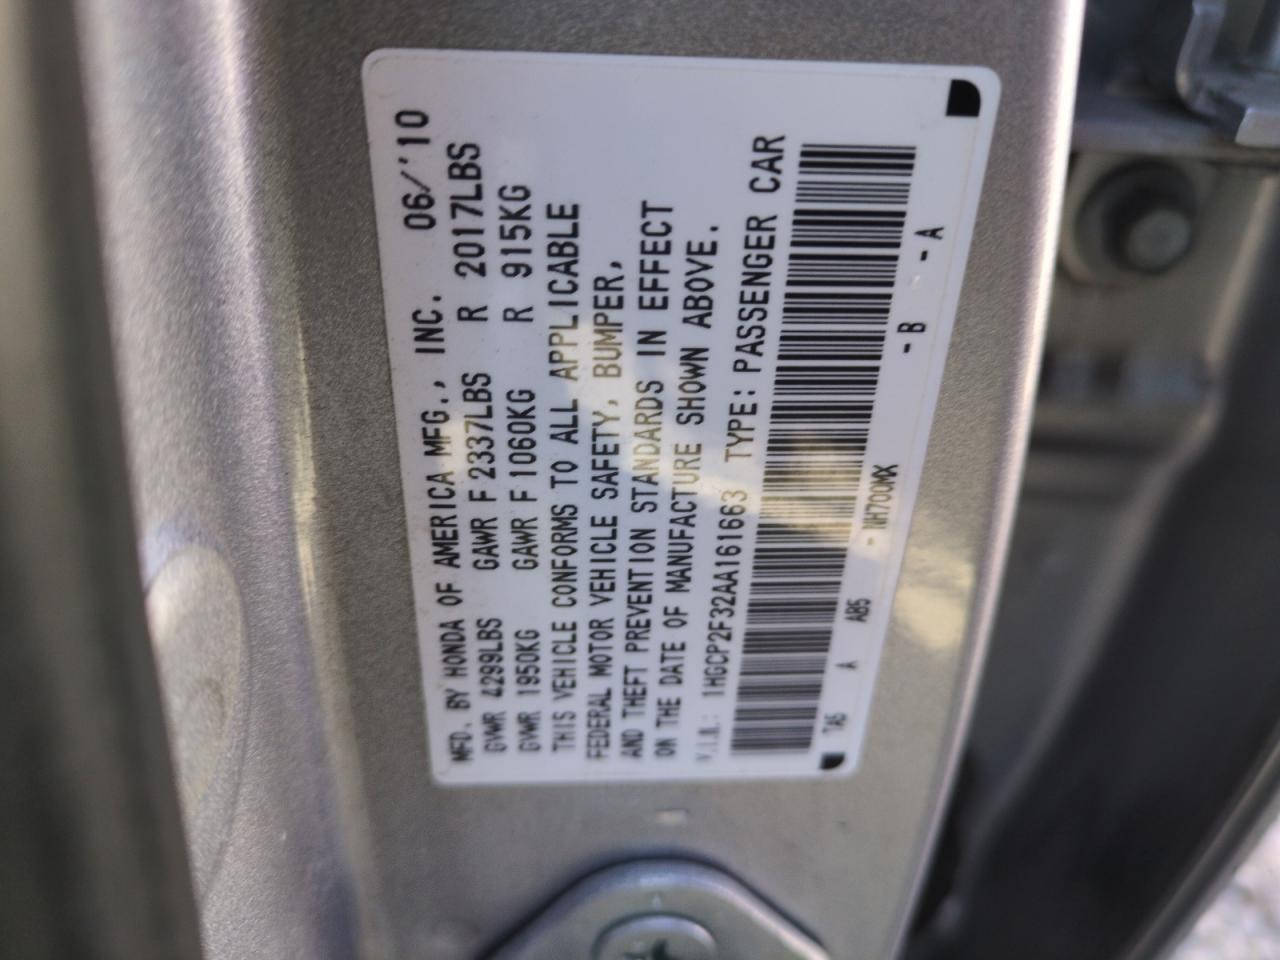 MFD. BY HONDA OF AMERICA MFG., INC. 06/'10
GVWR 4299LBS GAWR F 2337LBS R 2017LBS
GVWR 1950KG GAWR F 1060KG R 915KG
THIS VEHICLE CONFORMS TO ALL APPLICABLE
FEDERAL MOTOR VEHICLE SAFETY, BUMPER,
AND THEFT PREVENTION STANDARDS IN EFFECT
ON THE DATE OF MANUFACTURE SHOWN ABOVE.
V.I.N.: 1HGCP2F32AA161663 TYPE: PASSENGER CAR
TA5 A AB5 - NH700MX - B - A